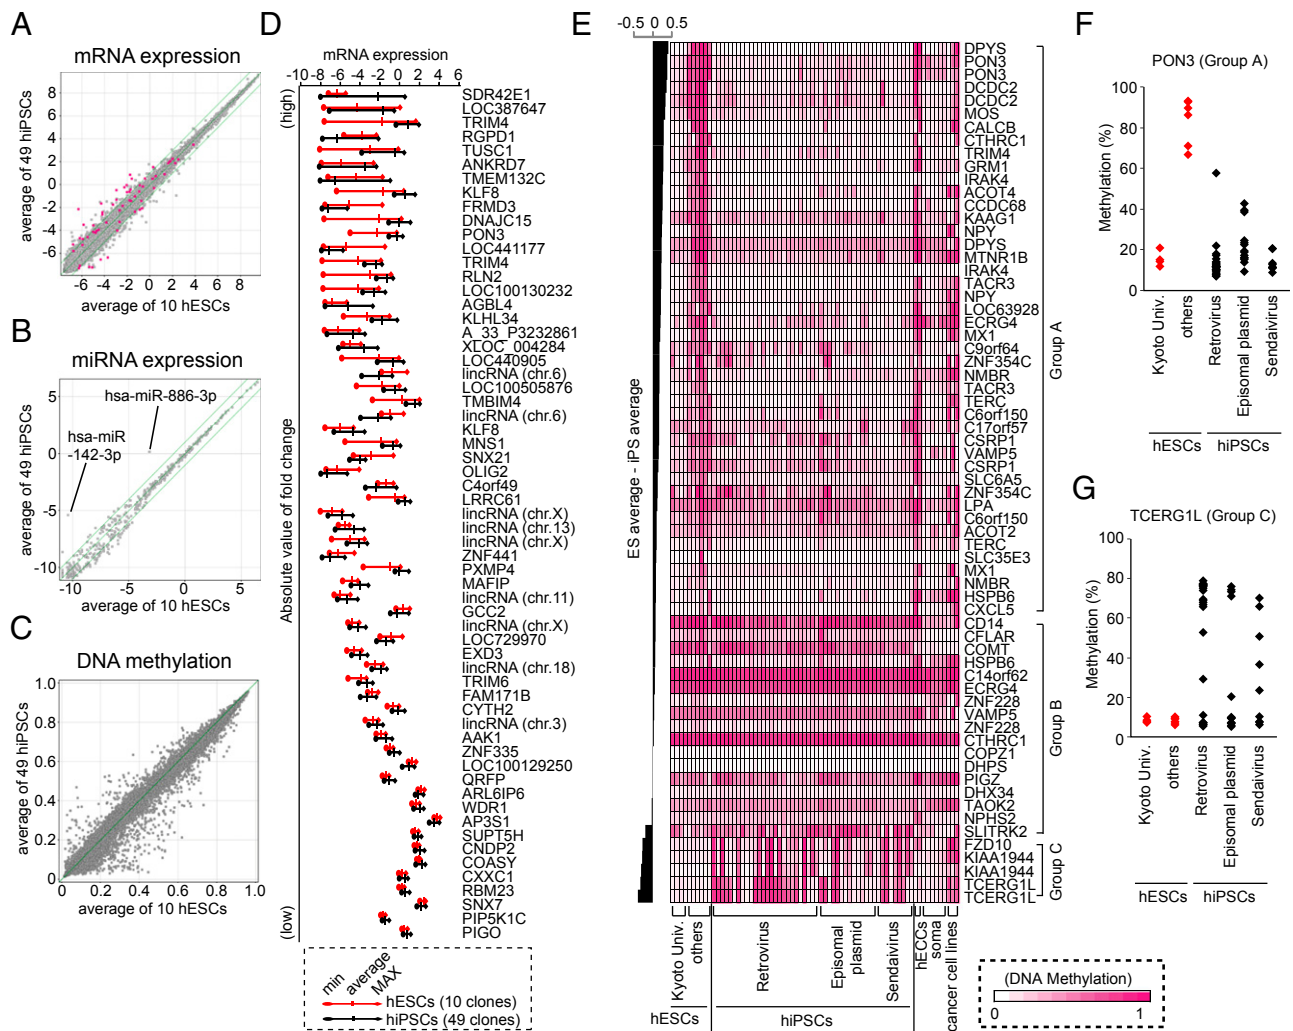 A
mRNA expression
average of 49 hiPSCs
8
6
4
2
0
-2
-4
-6
-6 -4 -2 0 2 4 6 8
average of 10 hESCs
B
miRNA expression
average of 49 hiPSCs
hsa-miR-886-3p
hsa-miR
-142-3p
5
0
-5
-10
-10 -5 0 5
average of 10 hESCs
C
DNA methylation
average of 49 hiPSCs
1.0
0.8
0.6
0.4
0.2
0
0 0.2 0.4 0.6 0.8 1.0
average of 10 hESCs
D
mRNA expression
-10 -8 -6 -4 -2 0 2 4 6
(high)
Absolute value of fold change
(low)
SDR42E1
LOC387647
TRIM4
RGPD1
TUSC1
ANKRD7
TMEM132C
KLF8
FRMD3
DNAJC15
PON3
LOC441177
TRIM4
RLN2
LOC100130232
AGBL4
KLHL34
A_33_P3232861
XLOC_004284
LOC440905
lincRNA (chr.6)
LOC100505876
TMBIM4
lincRNA (chr.6)
KLF8
MNS1
SNX21
OLIG2
C4orf49
LRRC61
lincRNA (chr.X)
lincRNA (chr.13)
lincRNA (chr.X)
ZNF441
PXMP4
MAFIP
lincRNA (chr.11)
GCC2
lincRNA (chr.X)
LOC729970
EXD3
lincRNA (chr.18)
TRIM6
FAM171B
CYTH2
lincRNA (chr.3)
AAK1
ZNF335
LOC100129250
QRFP
ARL6IP6
WDR1
AP3S1
SUPT5H
CNDP2
COASY
CXXC1
RBM23
SNX7
PIP5K1C
PIGO
min
average
MAX
hESCs (10 clones)
hiPSCs (49 clones)
E
-0.5 0 0.5
ES average - iPS average
DPYS
PON3
PON3
DCDC2
DCDC2
MOS
CALCB
CTHRC1
TRIM4
GRM1
IRAK4
ACOT4
CCDC68
KAAG1
NPY
DPYS
MTNR1B
IRAK4
TACR3
NPY
LOC63928
ECRG4
MX1
C9orf64
ZNF354C
NMBR
TACR3
TERC
C6orf150
C17orf57
CSRP1
VAMP5
CSRP1
SLC6A5
ZNF354C
LPA
C6orf150
ACOT2
TERC
SLC35E3
MX1
NMBR
HSPB6
CXCL5
CD14
CFLAR
COMT
HSPB6
C14orf62
ECRG4
ZNF228
VAMP5
ZNF228
CTHRC1
COPZ1
DHPS
PIGZ
DHX34
TAOK2
NPHS2
SLITRK2
FZD10
KIAA1944
KIAA1944
TCERG1L
TCERG1L
Group A
Group B
Group C
Kyoto Univ.
others
Retrovirus
Episomal plasmid
Sendaivirus
hECCs
soma
cancer cell lines
hESCs
hiPSCs
(DNA Methylation)
0 1
F
PON3 (Group A)
Methylation (%)
100
80
60
40
20
0
Kyoto Univ.
others
Retrovirus
Episomal plasmid
Sendaivirus
hESCs
hiPSCs
G
TCERG1L (Group C)
Methylation (%)
100
80
60
40
20
0
Kyoto Univ.
others
Retrovirus
Episomal plasmid
Sendaivirus
hESCs
hiPSCs